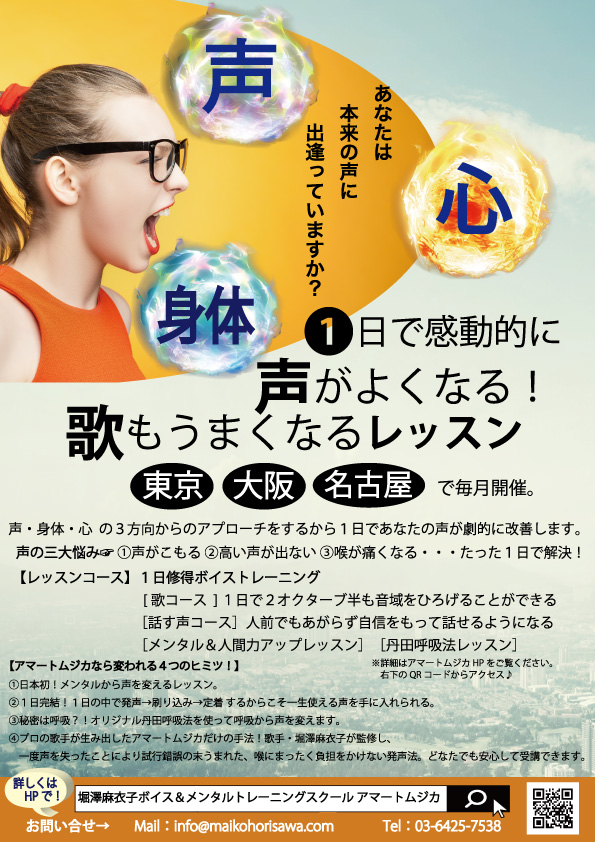 声
心
身体
あなたは
本来の声に
出逢っていますか？
1日で感動的に
声がよくなる！
歌もうまくなるレッスン
東京 大阪 名古屋 で毎月開催。
声・身体・心 の３方向からのアプローチをするから１日であなたの声が劇的に改善します。
声の三大悩み☞ ①声がこもる ②高い声が出ない ③喉が痛くなる・・・たった１日で解決！
【レッスンコース】１日修得ボイストレーニング
［歌コース］１日で２オクターブ半も音域をひろげることができる
［話す声コース］人前でもあがらず自信をもって話せるようになる
［メンタル＆人間力アップレッスン］［丹田呼吸法レッスン］
【アマートムジカなら変われる４つのヒミツ！】
※詳細はアマートムジカ HP をご覧ください。
右下の QR コードからアクセス♪
①日本初！メンタルから声を変えるレッスン。
②１日完結！１日の中で発声→刷り込み→定着 するからこそ一生使える声を手に入れられる。
③秘密は呼吸？！オリジナル丹田呼吸法を使って呼吸から声を変えます。
④プロの歌手が生み出したアマートムジカだけの手法！歌手・堀澤麻衣子が監修し、
一度声を失ったことにより試行錯誤の末うまれた、喉にまったく負担をかけない発声法。どなたでも安心して受講できます。
詳しくは
HPで！
堀澤麻衣子ボイス＆メンタルトレーニングスクール アマートムジカ
お問い合せ→ Mail：info@maikohorisawa.com Tel：03-6425-7538